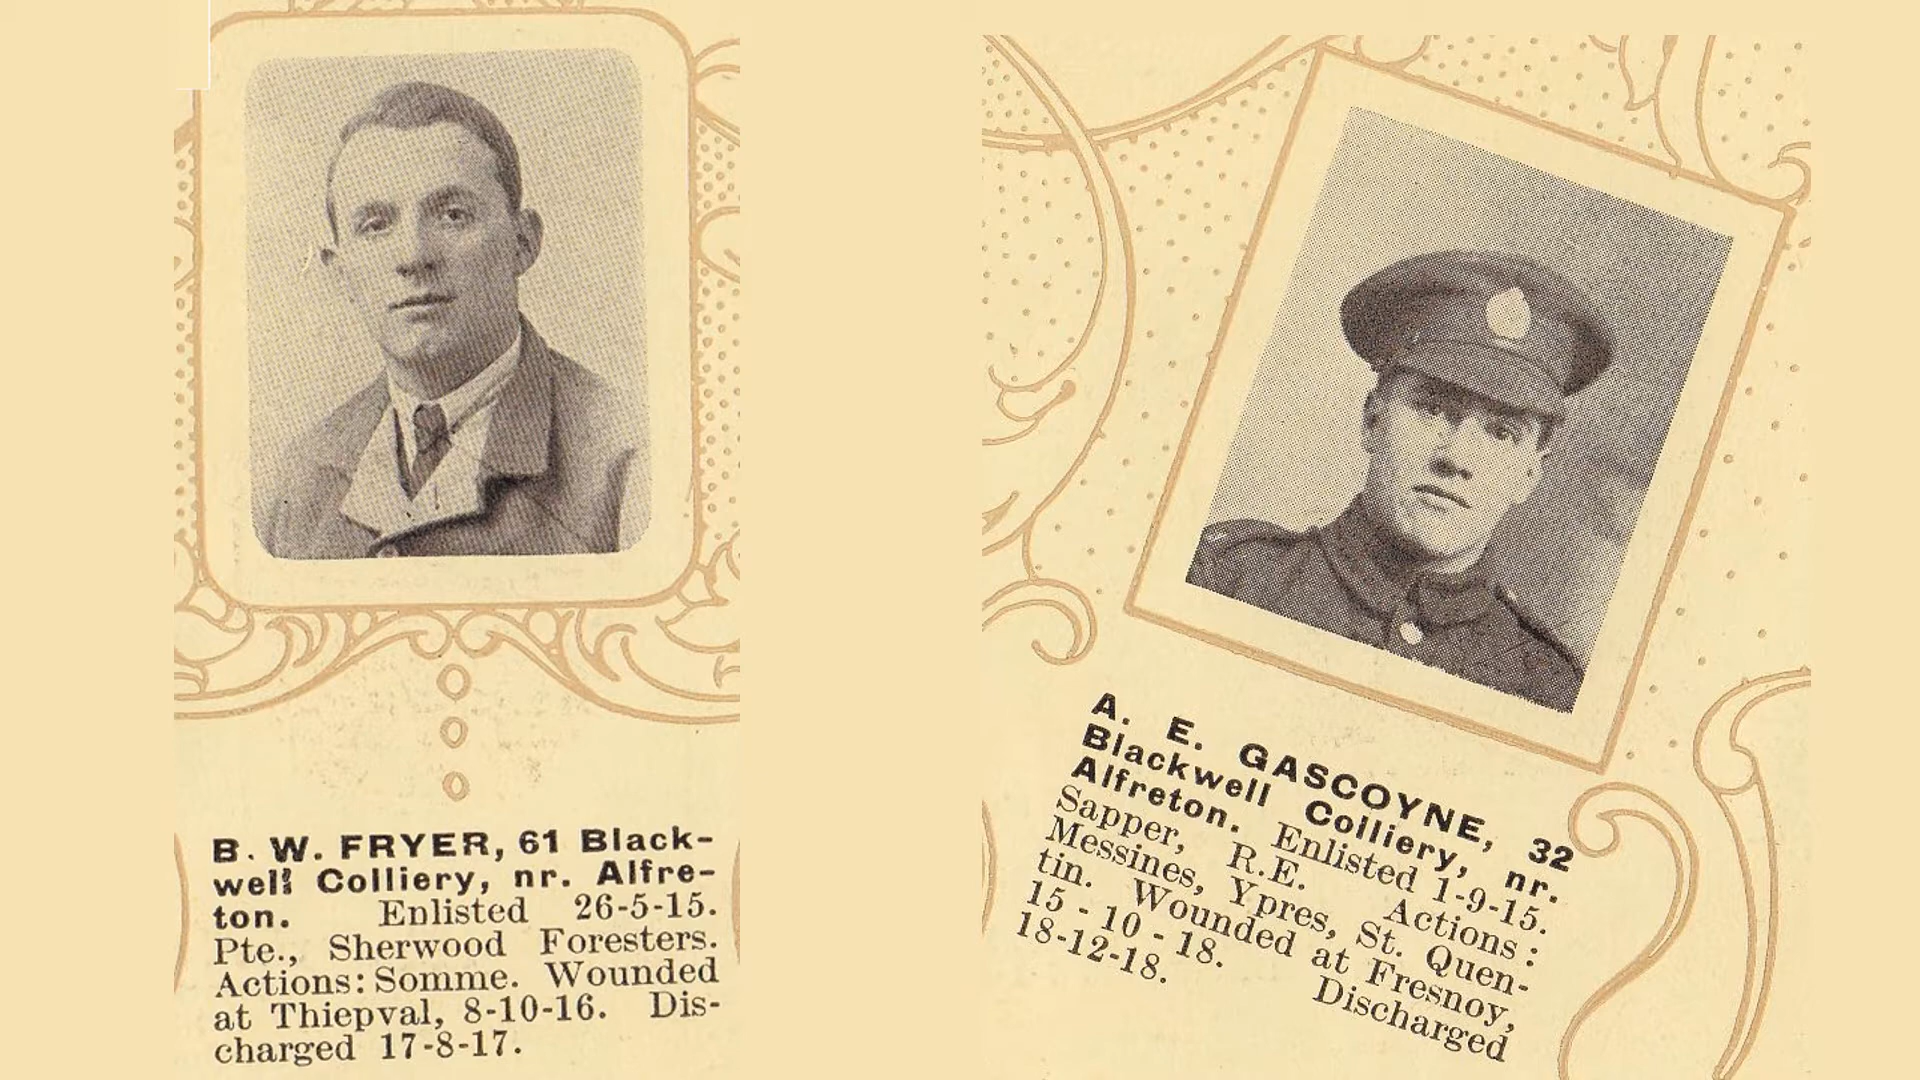 B. W. FRYER, 61 Black-
well Colliery, nr. Alfre-
ton. Enlisted 26-5-15.
Pte., Sherwood Foresters.
Actions: Somme. Wounded
at Thiepval, 8-10-16. Dis-
charged 17-8-17.
A. E. GASCOYNE, 32
Blackwell Colliery, nr.
Alfreton. Enlisted 1-9-15.
Sapper, R.E. Actions:
Messines, Ypres, St. Quen-
tin. Wounded at Fresnoy,
15 - 10 - 18. Discharged
18-12-18.